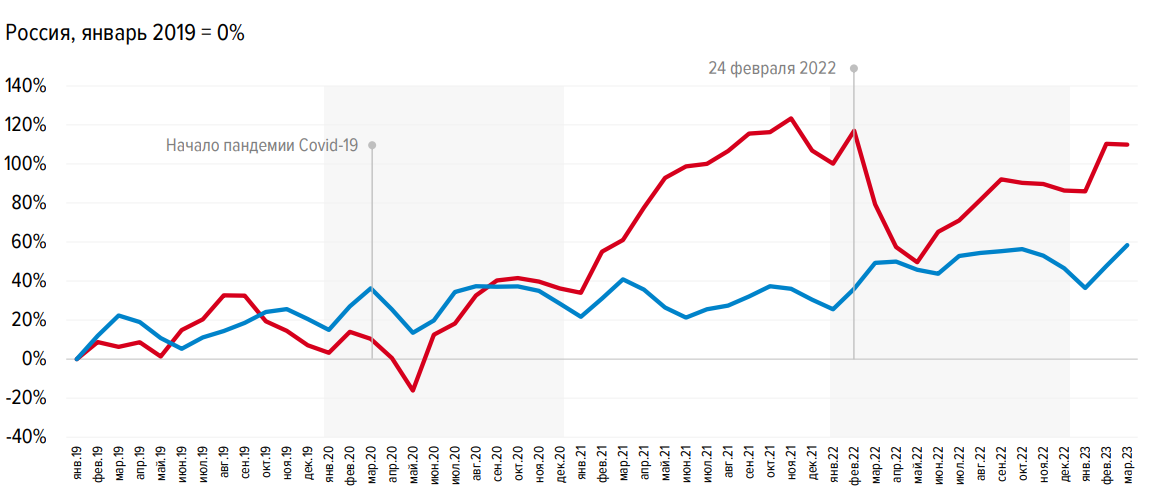 Россия, январь 2019 = 0%
24 февраля 2022
Начало пандемии Covid-19
140%
120%
100%
80%
60%
40%
20%
0%
-20%
-40%
янв.19
фев.19
мар.19
апр.19
май.19
июн.19
июл.19
авг.19
сен.19
окт.19
ноя.19
дек.19
янв.20
фев.20
мар.20
апр.20
май.20
июн.20
июл.20
авг.20
сен.20
окт.20
ноя.20
дек.20
янв.21
фев.21
мар.21
апр.21
май.21
июн.21
июл.21
авг.21
сен.21
окт.21
ноя.21
дек.21
янв.22
фев.22
мар.22
апр.22
май.22
июн.22
июл.22
авг.22
сен.22
окт.22
ноя.22
дек.22
янв.23
фев.23
мар.23